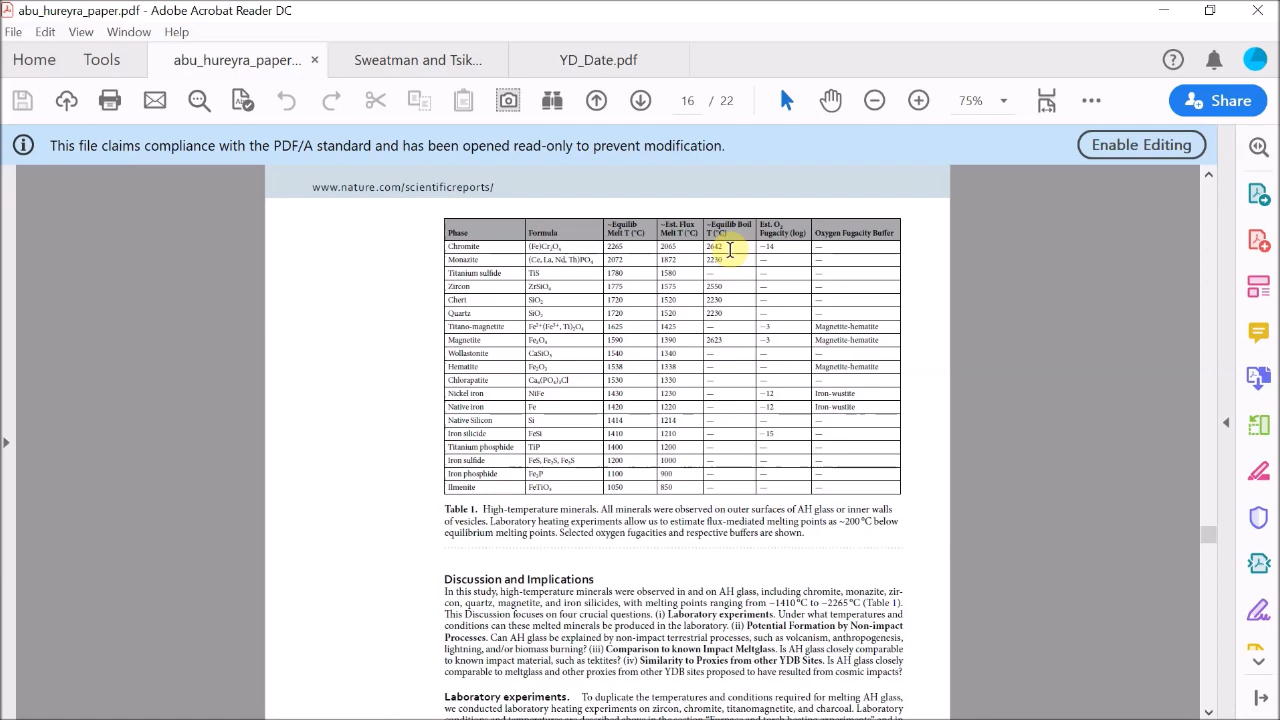 abu_hureyra_paper.pdf - Adobe Acrobat Reader DC
File Edit View Window Help
Home Tools abu_hureyra_paper... × Sweatman and Tsik... YD_Date.pdf
16 / 22 75% Share
This file claims compliance with the PDF/A standard and has been opened read-only to prevent modification. Enable Editing
www.nature.com/scientificreports/
Phase Formula ~Equilib Melt T (°C) ~Est. Flux Melt T (°C) ~Equilib Boil T (°C) Est. O₂ Fugacity (log) Oxygen Fugacity Buffer
Chromite (Fe)Cr₂O₄ 2265 2065 2642 −14 —
Monazite (Ce, La, Nd, Th)PO₄ 2072 1872 2230 — —
Titanium sulfide TiS 1780 1580 — — —
Zircon ZrSiO₄ 1775 1575 2550 — —
Chert SiO₂ 1720 1520 2230 — —
Quartz SiO₂ 1720 1520 2230 — —
Titano-magnetite Fe²⁺(Fe³⁺, Ti)₂O₄ 1625 1425 — −3 Magnetite-hematite
Magnetite Fe₃O₄ 1590 1390 2623 −3 Magnetite-hematite
Wollastonite CaSiO₃ 1540 1340 — — —
Hematite Fe₂O₃ 1538 1338 — — Magnetite-hematite
Chlorapatite Ca₅(PO₄)₃Cl 1530 1330 — — —
Nickel iron NiFe 1430 1230 — −12 Iron-wustite
Native iron Fe 1420 1220 — −12 Iron-wustite
Native Silicon Si 1414 1214 — — —
Iron silicide FeSi 1410 1210 — −15 —
Titanium phosphide TiP 1400 1200 — — —
Iron sulfide FeS, Fe₂S, Fe₃S 1200 1000 — — —
Iron phosphide Fe₂P 1100 900 — — —
Ilmenite FeTiO₃ 1050 850 — — —
Table 1. High-temperature minerals. All minerals were observed on outer surfaces of AH glass or inner walls
of vesicles. Laboratory heating experiments allow us to estimate flux-mediated melting points as ~200 °C below
equilibrium melting points. Selected oxygen fugacities and respective buffers are shown.
Discussion and Implications
In this study, high-temperature minerals were observed in and on AH glass, including chromite, monazite, zir-
con, quartz, magnetite, and iron silicides, with melting points ranging from ~1410 °C to ~2265 °C (Table 1).
This Discussion focuses on four crucial questions. (i) Laboratory experiments. Under what temperatures and
conditions can these melted minerals be produced in the laboratory. (ii) Potential Formation by Non-impact
Processes. Can AH glass be explained by non-impact terrestrial processes, such as volcanism, anthropogenesis,
lightning, and/or biomass burning? (iii) Comparison to known Impact Meltglass. Is AH glass closely comparable
to known impact material, such as tektites? (iv) Similarity to Proxies from other YDB Sites. Is AH glass closely
comparable to meltglass and other proxies from other YDB sites proposed to have resulted from cosmic impacts?
Laboratory experiments. To duplicate the temperatures and conditions required for melting AH glass,
we conducted laboratory heating experiments on zircon, chromite, titanomagnetite, and charcoal. Laboratory